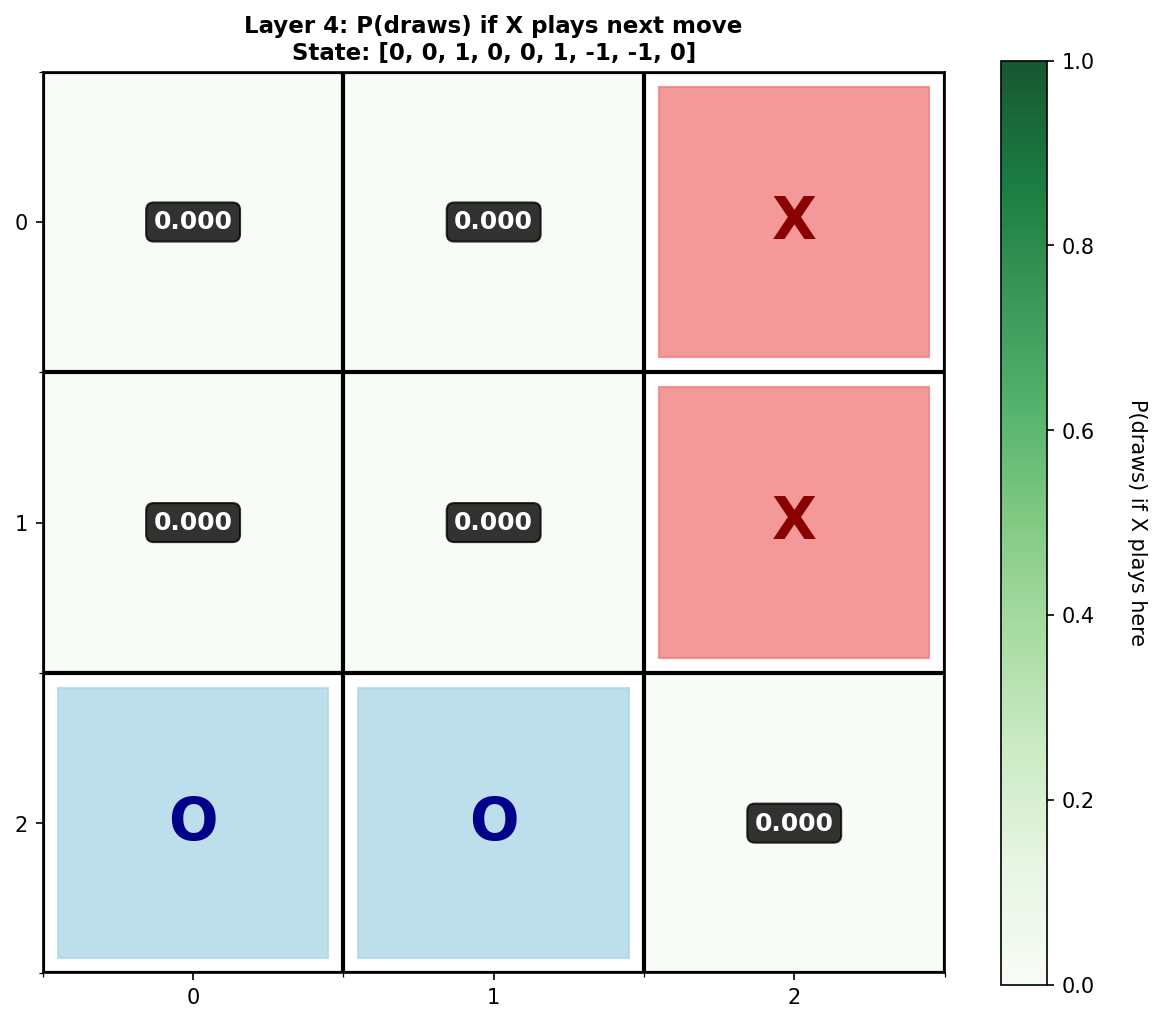 Layer 4: P(draws) if X plays next move
State: [0, 0, 1, 0, 0, 1, -1, -1, 0]
0 0.000 0.000 X
1 0.000 0.000 X
2 O O 0.000
0 1 2
1.0
0.8
0.6
0.4
0.2
0.0
P(draws) if X plays here